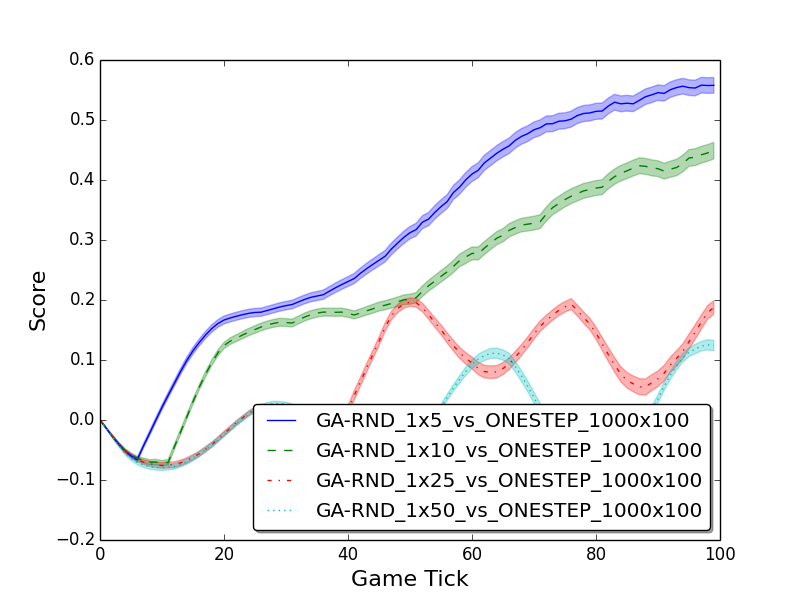 0.6
0.5
0.4
0.3
0.2
0.1
0.0
−0.1
−0.2
Score
GA-RND_1x5_vs_ONESTEP_1000x100
GA-RND_1x10_vs_ONESTEP_1000x100
GA-RND_1x25_vs_ONESTEP_1000x100
GA-RND_1x50_vs_ONESTEP_1000x100
0 20 40 60 80 100
Game Tick